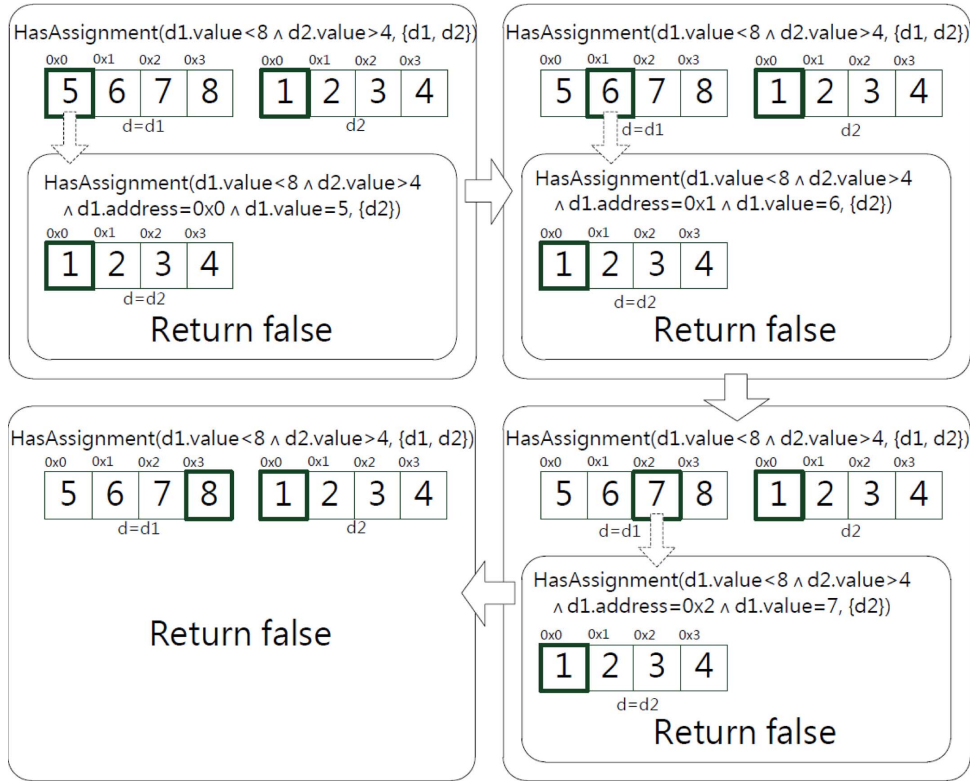 HasAssignment(d1.value<8 ∧ d2.value>4, {d1, d2})
0x0 0x1 0x2 0x3 0x0 0x1 0x2 0x3
5 6 7 8 1 2 3 4
d=d1 d2
HasAssignment(d1.value<8 ∧ d2.value>4
∧ d1.address=0x0 ∧ d1.value=5, {d2})
0x0 0x1 0x2 0x3
1 2 3 4
d=d2
Return false
HasAssignment(d1.value<8 ∧ d2.value>4, {d1, d2})
0x0 0x1 0x2 0x3 0x0 0x1 0x2 0x3
5 6 7 8 1 2 3 4
d=d1 d2
HasAssignment(d1.value<8 ∧ d2.value>4
∧ d1.address=0x1 ∧ d1.value=6, {d2})
0x0 0x1 0x2 0x3
1 2 3 4
d=d2
Return false
HasAssignment(d1.value<8 ∧ d2.value>4, {d1, d2})
0x0 0x1 0x2 0x3 0x0 0x1 0x2 0x3
5 6 7 8 1 2 3 4
d=d1 d2
Return false
HasAssignment(d1.value<8 ∧ d2.value>4, {d1, d2})
0x0 0x1 0x2 0x3 0x0 0x1 0x2 0x3
5 6 7 8 1 2 3 4
d=d1 d2
HasAssignment(d1.value<8 ∧ d2.value>4
∧ d1.address=0x2 ∧ d1.value=7, {d2})
0x0 0x1 0x2 0x3
1 2 3 4
d=d2
Return false